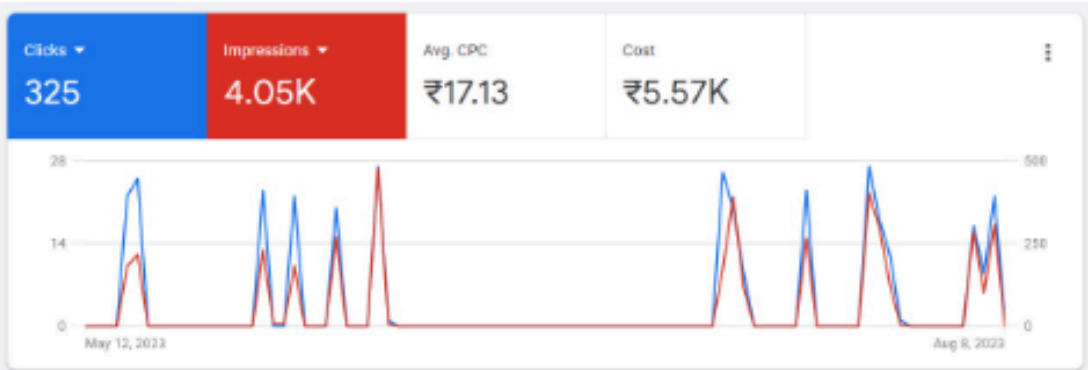 Clicks
325
Impressions
4.05K
Avg. CPC
₹17.13
Cost
₹5.57K
28
500
14
250
0
0
May 12, 2023
Aug 8, 2023